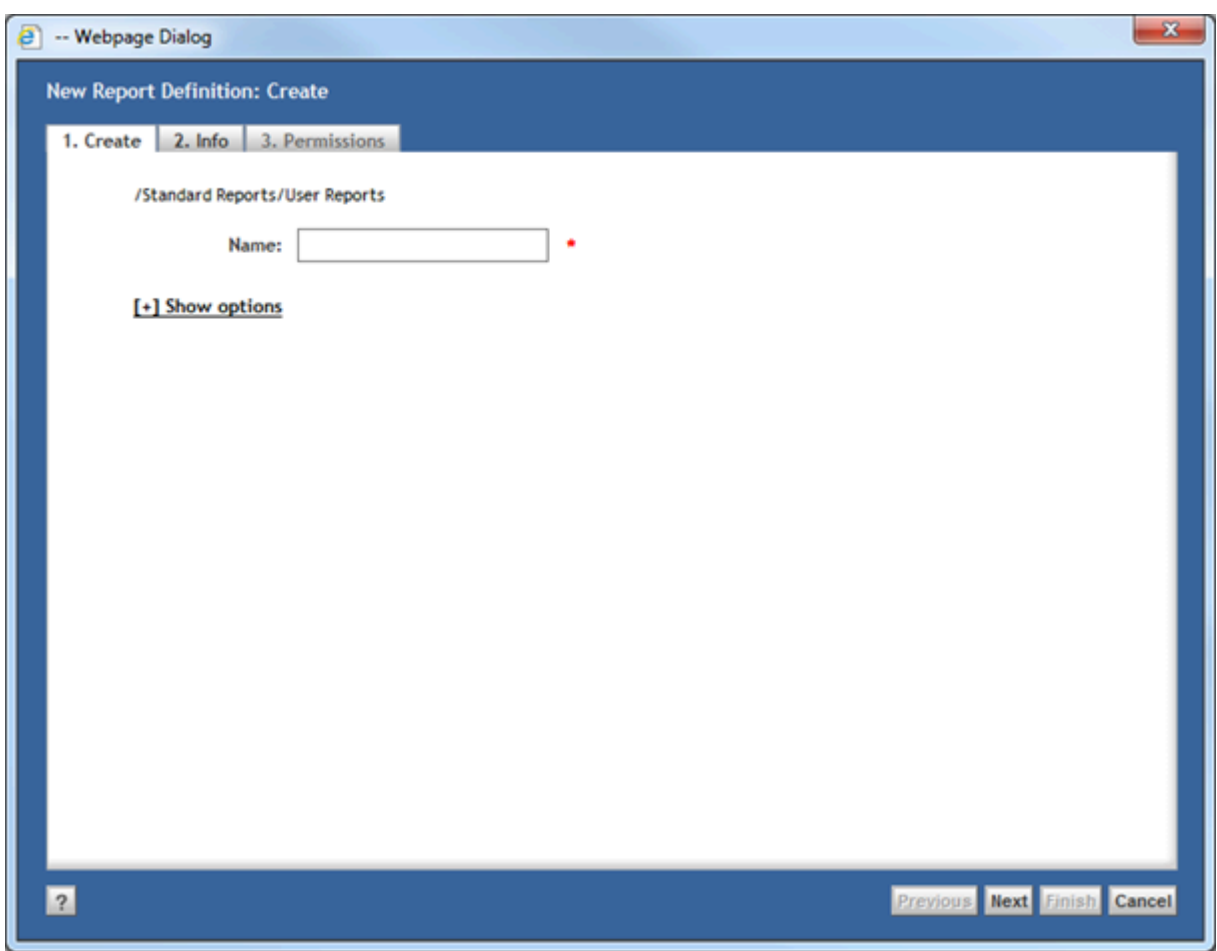 -- Webpage Dialog
x
New Report Definition: Create
1. Create 2. Info 3. Permissions
/Standard Reports/User Reports
Name: *
[+] Show options
? Previous Next Finish Cancel